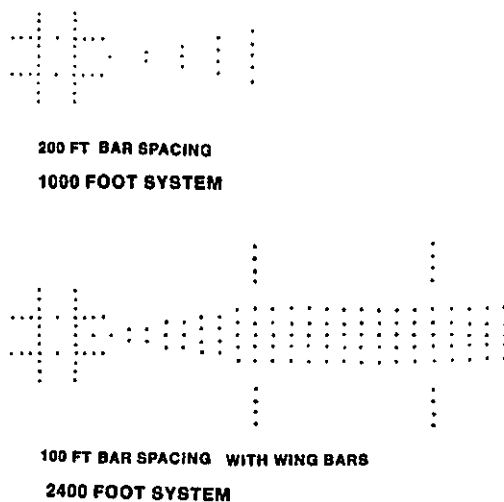 200 FT BAR SPACING
1000 FOOT SYSTEM
100 FT BAR SPACING WITH WING BARS
2400 FOOT SYSTEM